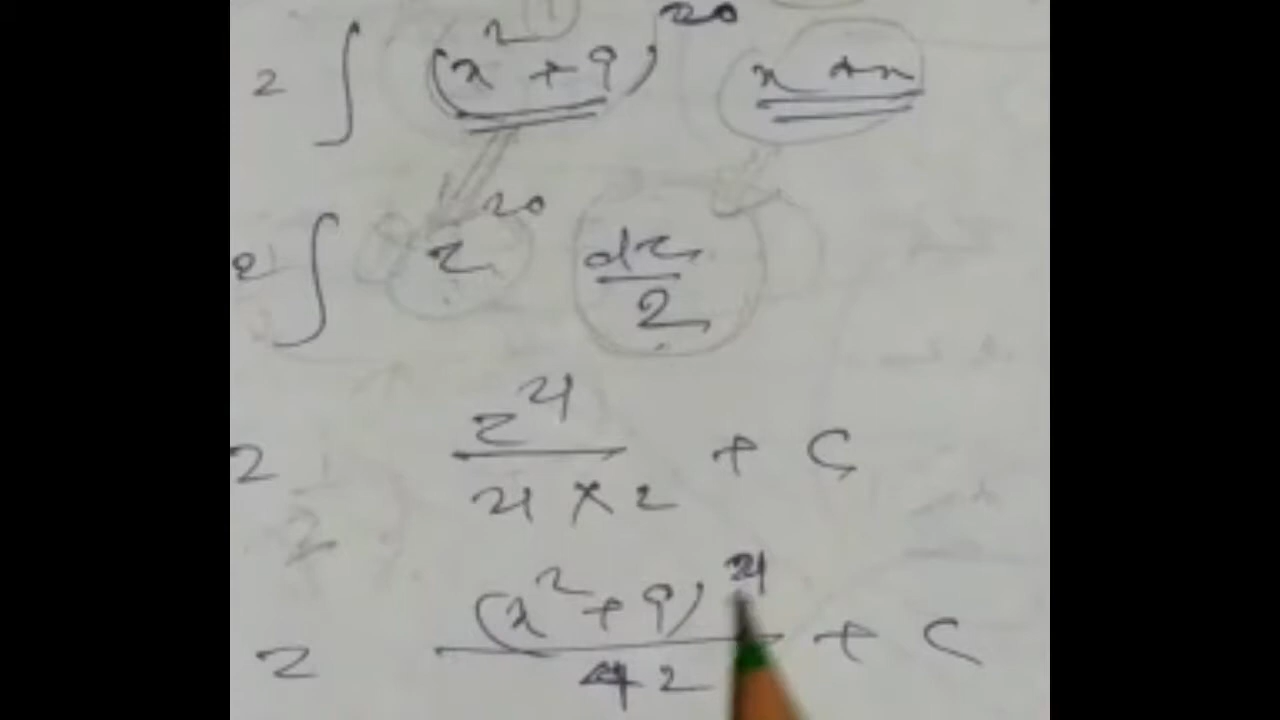 = ∫ (x² + 9)²⁰ x dx
= ∫ z²⁰ dz/2
= z²¹/(21 × 2) + C
= (x² + 9)²¹/42 + C